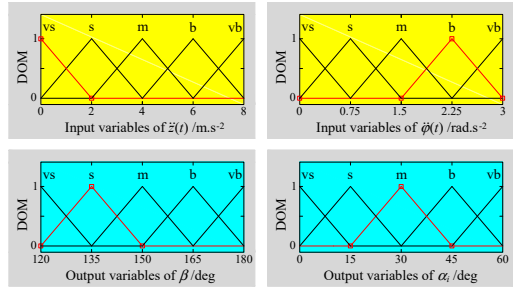 vs s m b vb
1
DOM
0
0 2 4 6 8
Input variables of z̈(t) /m.s⁻²
vs s m b vb
1
DOM
0
0 0.75 1.5 2.25 3
Input variables of φ̈(t) /rad.s⁻²
vs s m b vb
1
DOM
0
120 135 150 165 180
Output variables of β /deg
vs s m b vb
1
DOM
0
0 15 30 45 60
Output variables of αᵢ /deg